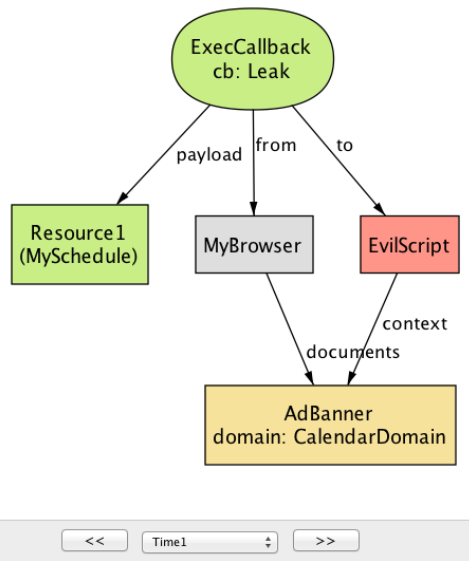 ExecCallback
cb: Leak
payload
from
to
Resource1
(MySchedule)
MyBrowser
EvilScript
context
documents
AdBanner
domain: CalendarDomain
<<
Time1
>>